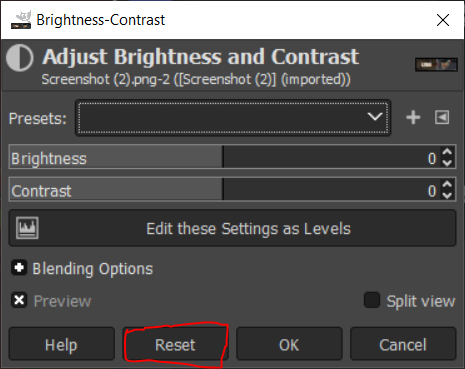 Brightness-Contrast
Adjust Brightness and Contrast
Screenshot (2).png-2 ([Screenshot (2)] (imported))
Presets:
Brightness 0
Contrast 0
Edit these Settings as Levels
Blending Options
Preview Split view
Help Reset OK Cancel